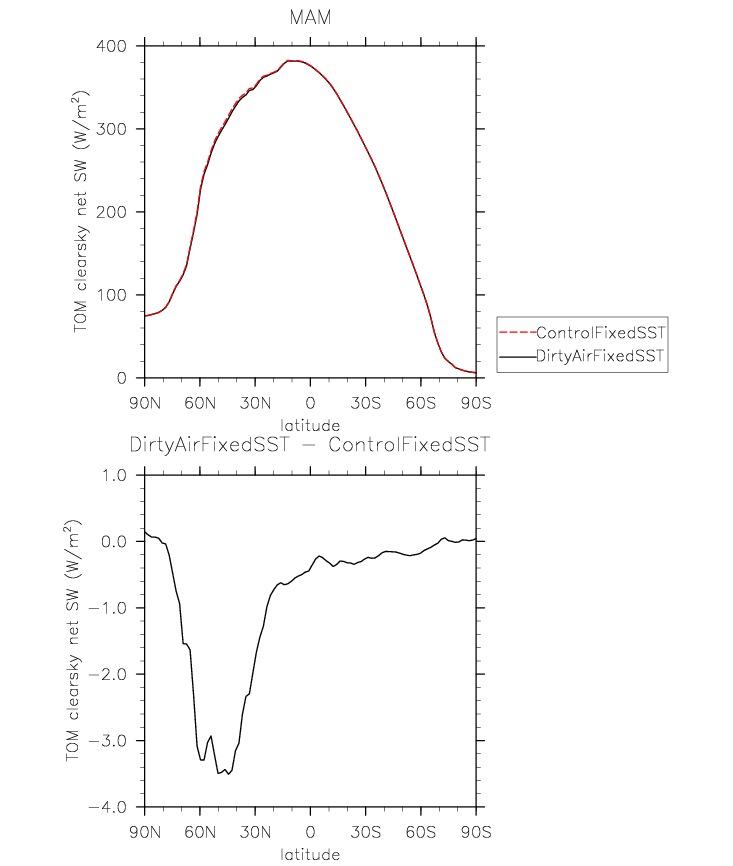 MAM
400
300
200
100
0
TOM clearsky net SW (W/m²)
90N 60N 30N 0 30S 60S 90S
latitude
ControlFixedSST
DirtyAirFixedSST
DirtyAirFixedSST − ControlFixedSST
1.0
0.0
−1.0
−2.0
−3.0
−4.0
TOM clearsky net SW (W/m²)
90N 60N 30N 0 30S 60S 90S
latitude